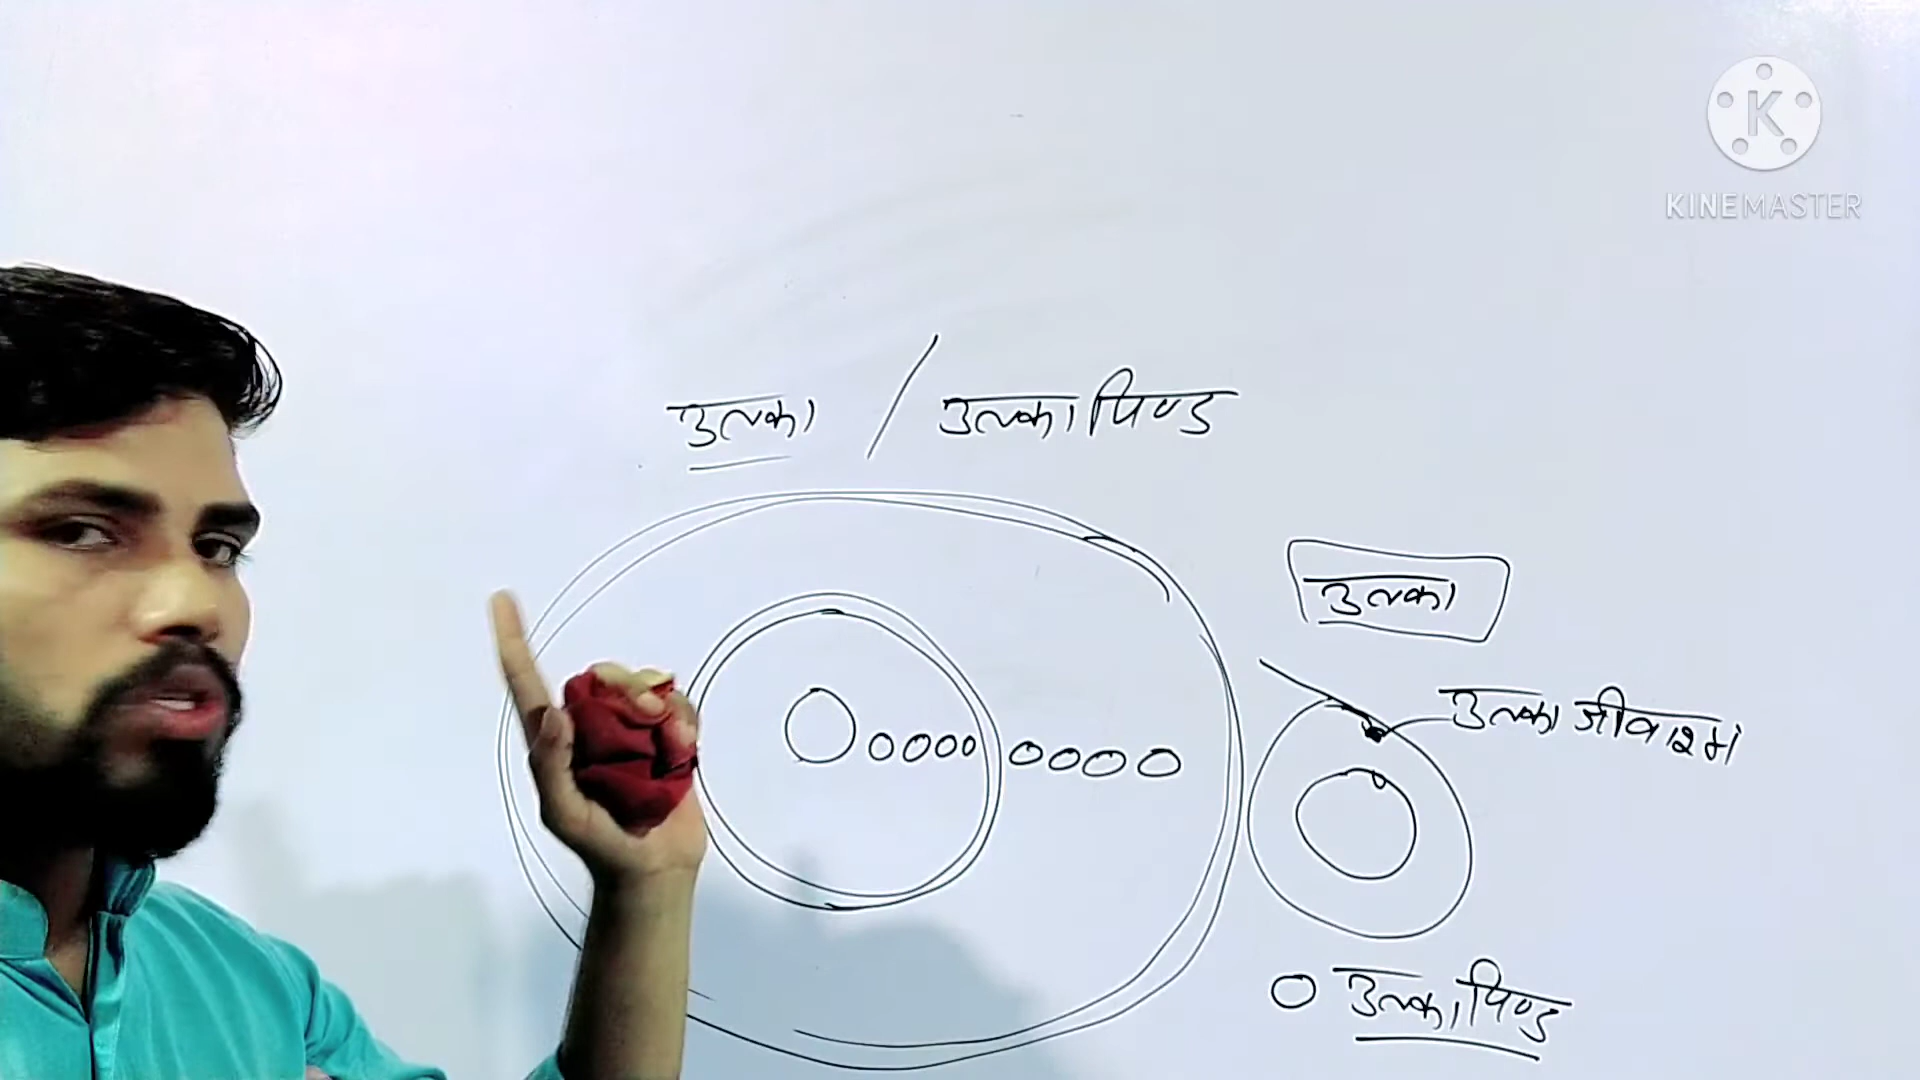 K
KINEMASTER
उल्का / उल्का पिण्ड
उल्का
उल्का जीवाश्म
उल्का पिण्ड